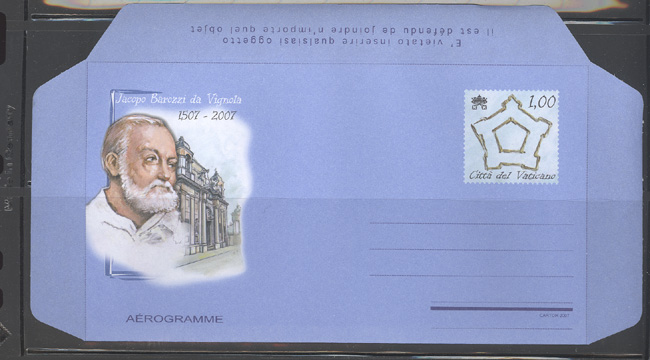 il est défendu de joindre n'importe quel objet
E' vietato inserire qualsiasi oggetto
Jacopo Barozzi da Vignola
1507 - 2007
1,00
Città del Vaticano
AÉROGRAMME